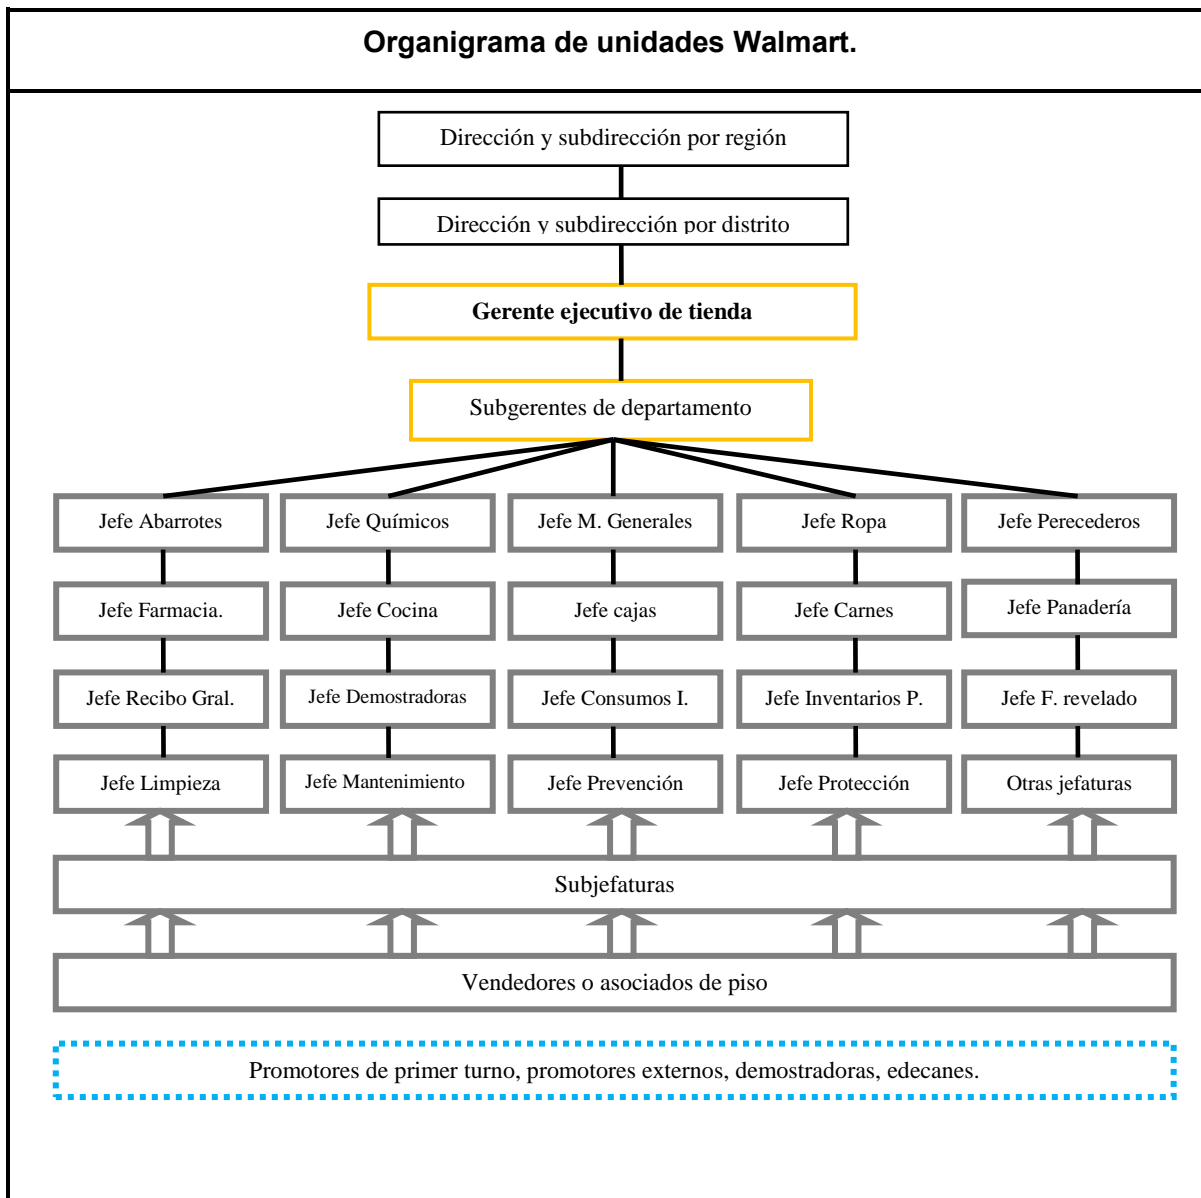 Organigrama de unidades Walmart.
Dirección y subdirección por región
Dirección y subdirección por distrito
Gerente ejecutivo de tienda
Subgerentes de departamento
Jefe Abarrotes
Jefe Químicos
Jefe M. Generales
Jefe Ropa
Jefe Perecederos
Jefe Farmacia.
Jefe Cocina
Jefe cajas
Jefe Carnes
Jefe Panadería
Jefe Recibo Gral.
Jefe Demostradoras
Jefe Consumos I.
Jefe Inventarios P.
Jefe F. revelado
Jefe Limpieza
Jefe Mantenimiento
Jefe Prevención
Jefe Protección
Otras jefaturas
Subjefaturas
Vendedores o asociados de piso
Promotores de primer turno, promotores externos, demostradoras, edecanes.